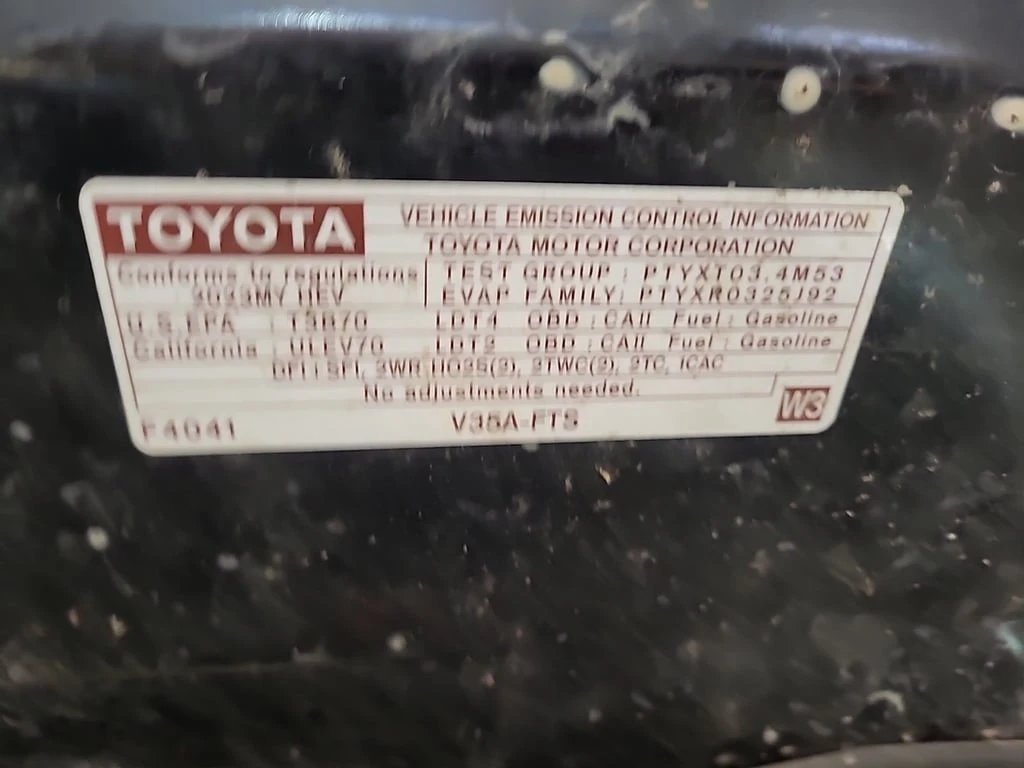 TOYOTA VEHICLE EMISSION CONTROL INFORMATION
TOYOTA MOTOR CORPORATION
Conforms to regulations TEST GROUP : PTYXT03.4M53
2023MY HEV EVAP FAMILY: PTYXR0325J92
U.S.EPA : T3B70 LDT4 OBD : CAII Fuel : Gasoline
California : ULEV70 LDT2 OBD : CAII Fuel : Gasoline
DFI/SFI, 2WR-HO2S(2), 2TWC(2), 2TC, ICAC
No adjustments needed.
F4041 V35A-FTS W3